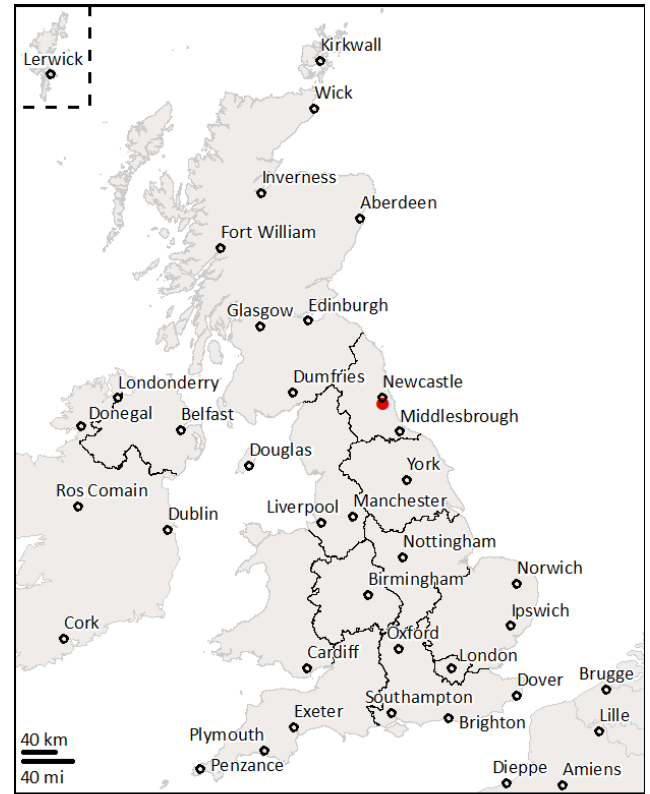 Lerwick
Kirkwall
Wick
Inverness
Aberdeen
Fort William
Glasgow
Edinburgh
Dumfries
Newcastle
Londonderry
Donegal
Belfast
Middlesbrough
Douglas
York
Ros Comain
Liverpool
Manchester
Dublin
Nottingham
Norwich
Birmingham
Ipswich
Cork
Oxford
Cardiff
London
Dover
Brugge
Southampton
Exeter
Brighton
Lille
Plymouth
40 km
Penzance
40 mi
Dieppe
Amiens